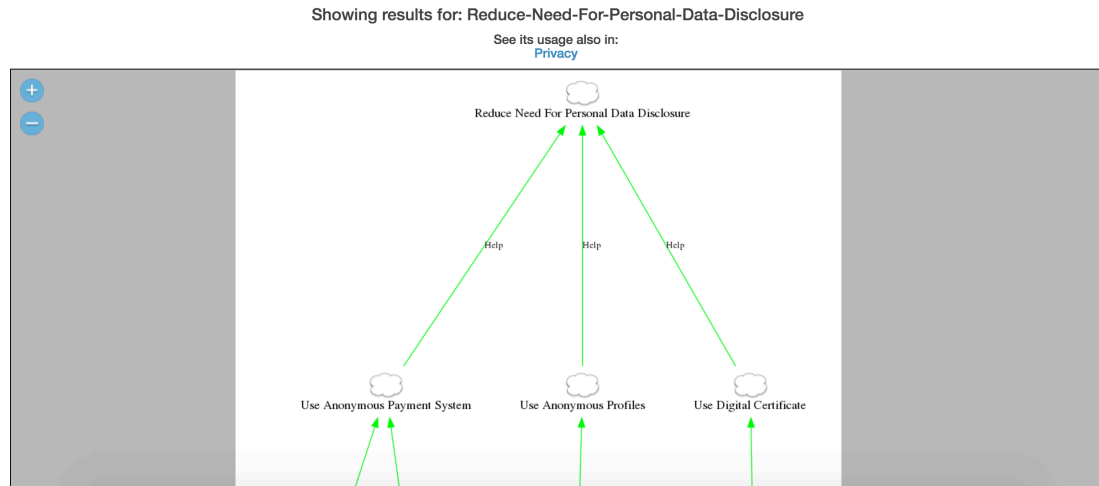 Showing results for: Reduce-Need-For-Personal-Data-Disclosure
See its usage also in:
Privacy
+
−
Reduce Need For Personal Data Disclosure
Help Help Help
Use Anonymous Payment System Use Anonymous Profiles Use Digital Certificate